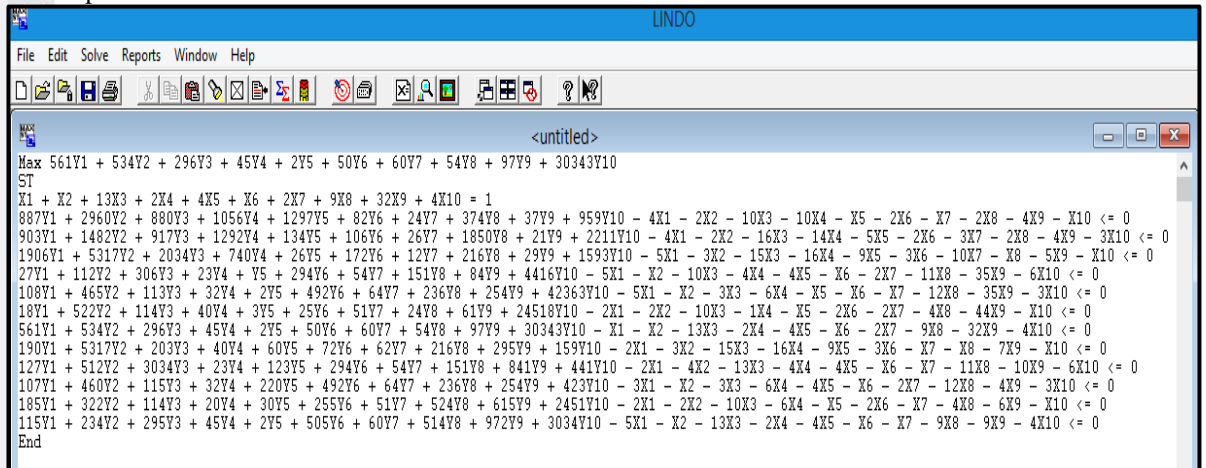 LINDO
File Edit Solve Reports Window Help
<untitled>
Max 561Y1 + 534Y2 + 296Y3 + 45Y4 + 2Y5 + 50Y6 + 60Y7 + 54Y8 + 97Y9 + 30343Y10
ST
X1 + X2 + 13X3 + 2X4 + 4X5 + X6 + 2X7 + 9X8 + 32X9 + 4X10 = 1
887Y1 + 2960Y2 + 880Y3 + 1056Y4 + 1297Y5 + 82Y6 + 24Y7 + 374Y8 + 37Y9 + 959Y10 - 4X1 - 2X2 - 10X3 - 10X4 - X5 - 2X6 - X7 - 2X8 - 4X9 - X10 <= 0
903Y1 + 1482Y2 + 917Y3 + 1292Y4 + 134Y5 + 106Y6 + 26Y7 + 1850Y8 + 21Y9 + 2211Y10 - 4X1 - 2X2 - 16X3 - 14X4 - 5X5 - 2X6 - 3X7 - 2X8 - 4X9 - 3X10 <= 0
1906Y1 + 5317Y2 + 2034Y3 + 740Y4 + 26Y5 + 172Y6 + 12Y7 + 216Y8 + 29Y9 + 1593Y10 - 5X1 - 3X2 - 15X3 - 16X4 - 9X5 - 3X6 - 10X7 - X8 - 5X9 - X10 <= 0
27Y1 + 112Y2 + 306Y3 + 23Y4 + Y5 + 294Y6 + 54Y7 + 151Y8 + 84Y9 + 4416Y10 - 5X1 - X2 - 10X3 - 4X4 - 4X5 - X6 - 2X7 - 11X8 - 35X9 - 6X10 <= 0
108Y1 + 465Y2 + 113Y3 + 32Y4 + 2Y5 + 492Y6 + 64Y7 + 236Y8 + 254Y9 + 42363Y10 - 5X1 - X2 - 3X3 - 6X4 - X5 - X6 - X7 - 12X8 - 35X9 - 3X10 <= 0
18Y1 + 522Y2 + 114Y3 + 40Y4 + 3Y5 + 25Y6 + 51Y7 + 24Y8 + 61Y9 + 24518Y10 - 2X1 - 2X2 - 10X3 - 1X4 - X5 - 2X6 - 2X7 - 4X8 - 44X9 - X10 <= 0
561Y1 + 534Y2 + 296Y3 + 45Y4 + 2Y5 + 50Y6 + 60Y7 + 54Y8 + 97Y9 + 30343Y10 - X1 - X2 - 13X3 - 2X4 - 4X5 - X6 - 2X7 - 9X8 - 32X9 - 4X10 <= 0
190Y1 + 5317Y2 + 203Y3 + 40Y4 + 60Y5 + 72Y6 + 62Y7 + 216Y8 + 295Y9 + 159Y10 - 2X1 - 3X2 - 15X3 - 16X4 - 9X5 - 3X6 - X7 - X8 - 7X9 - X10 <= 0
127Y1 + 512Y2 + 3034Y3 + 23Y4 + 123Y5 + 294Y6 + 54Y7 + 151Y8 + 841Y9 + 441Y10 - 2X1 - 4X2 - 13X3 - 4X4 - 4X5 - X6 - X7 - 11X8 - 10X9 - 6X10 <= 0
107Y1 + 460Y2 + 115Y3 + 32Y4 + 220Y5 + 492Y6 + 64Y7 + 236Y8 + 254Y9 + 423Y10 - 3X1 - X2 - 3X3 - 6X4 - 4X5 - X6 - 2X7 - 12X8 - 4X9 - 3X10 <= 0
185Y1 + 322Y2 + 114Y3 + 20Y4 + 30Y5 + 255Y6 + 51Y7 + 524Y8 + 615Y9 + 2451Y10 - 2X1 - 2X2 - 10X3 - 6X4 - X5 - 2X6 - X7 - 4X8 - 6X9 - X10 <= 0
115Y1 + 234Y2 + 295Y3 + 45Y4 + 2Y5 + 505Y6 + 60Y7 + 514Y8 + 972Y9 + 3034Y10 - 5X1 - X2 - 13X3 - 2X4 - 4X5 - X6 - X7 - 9X8 - 9X9 - 4X10 <= 0
End